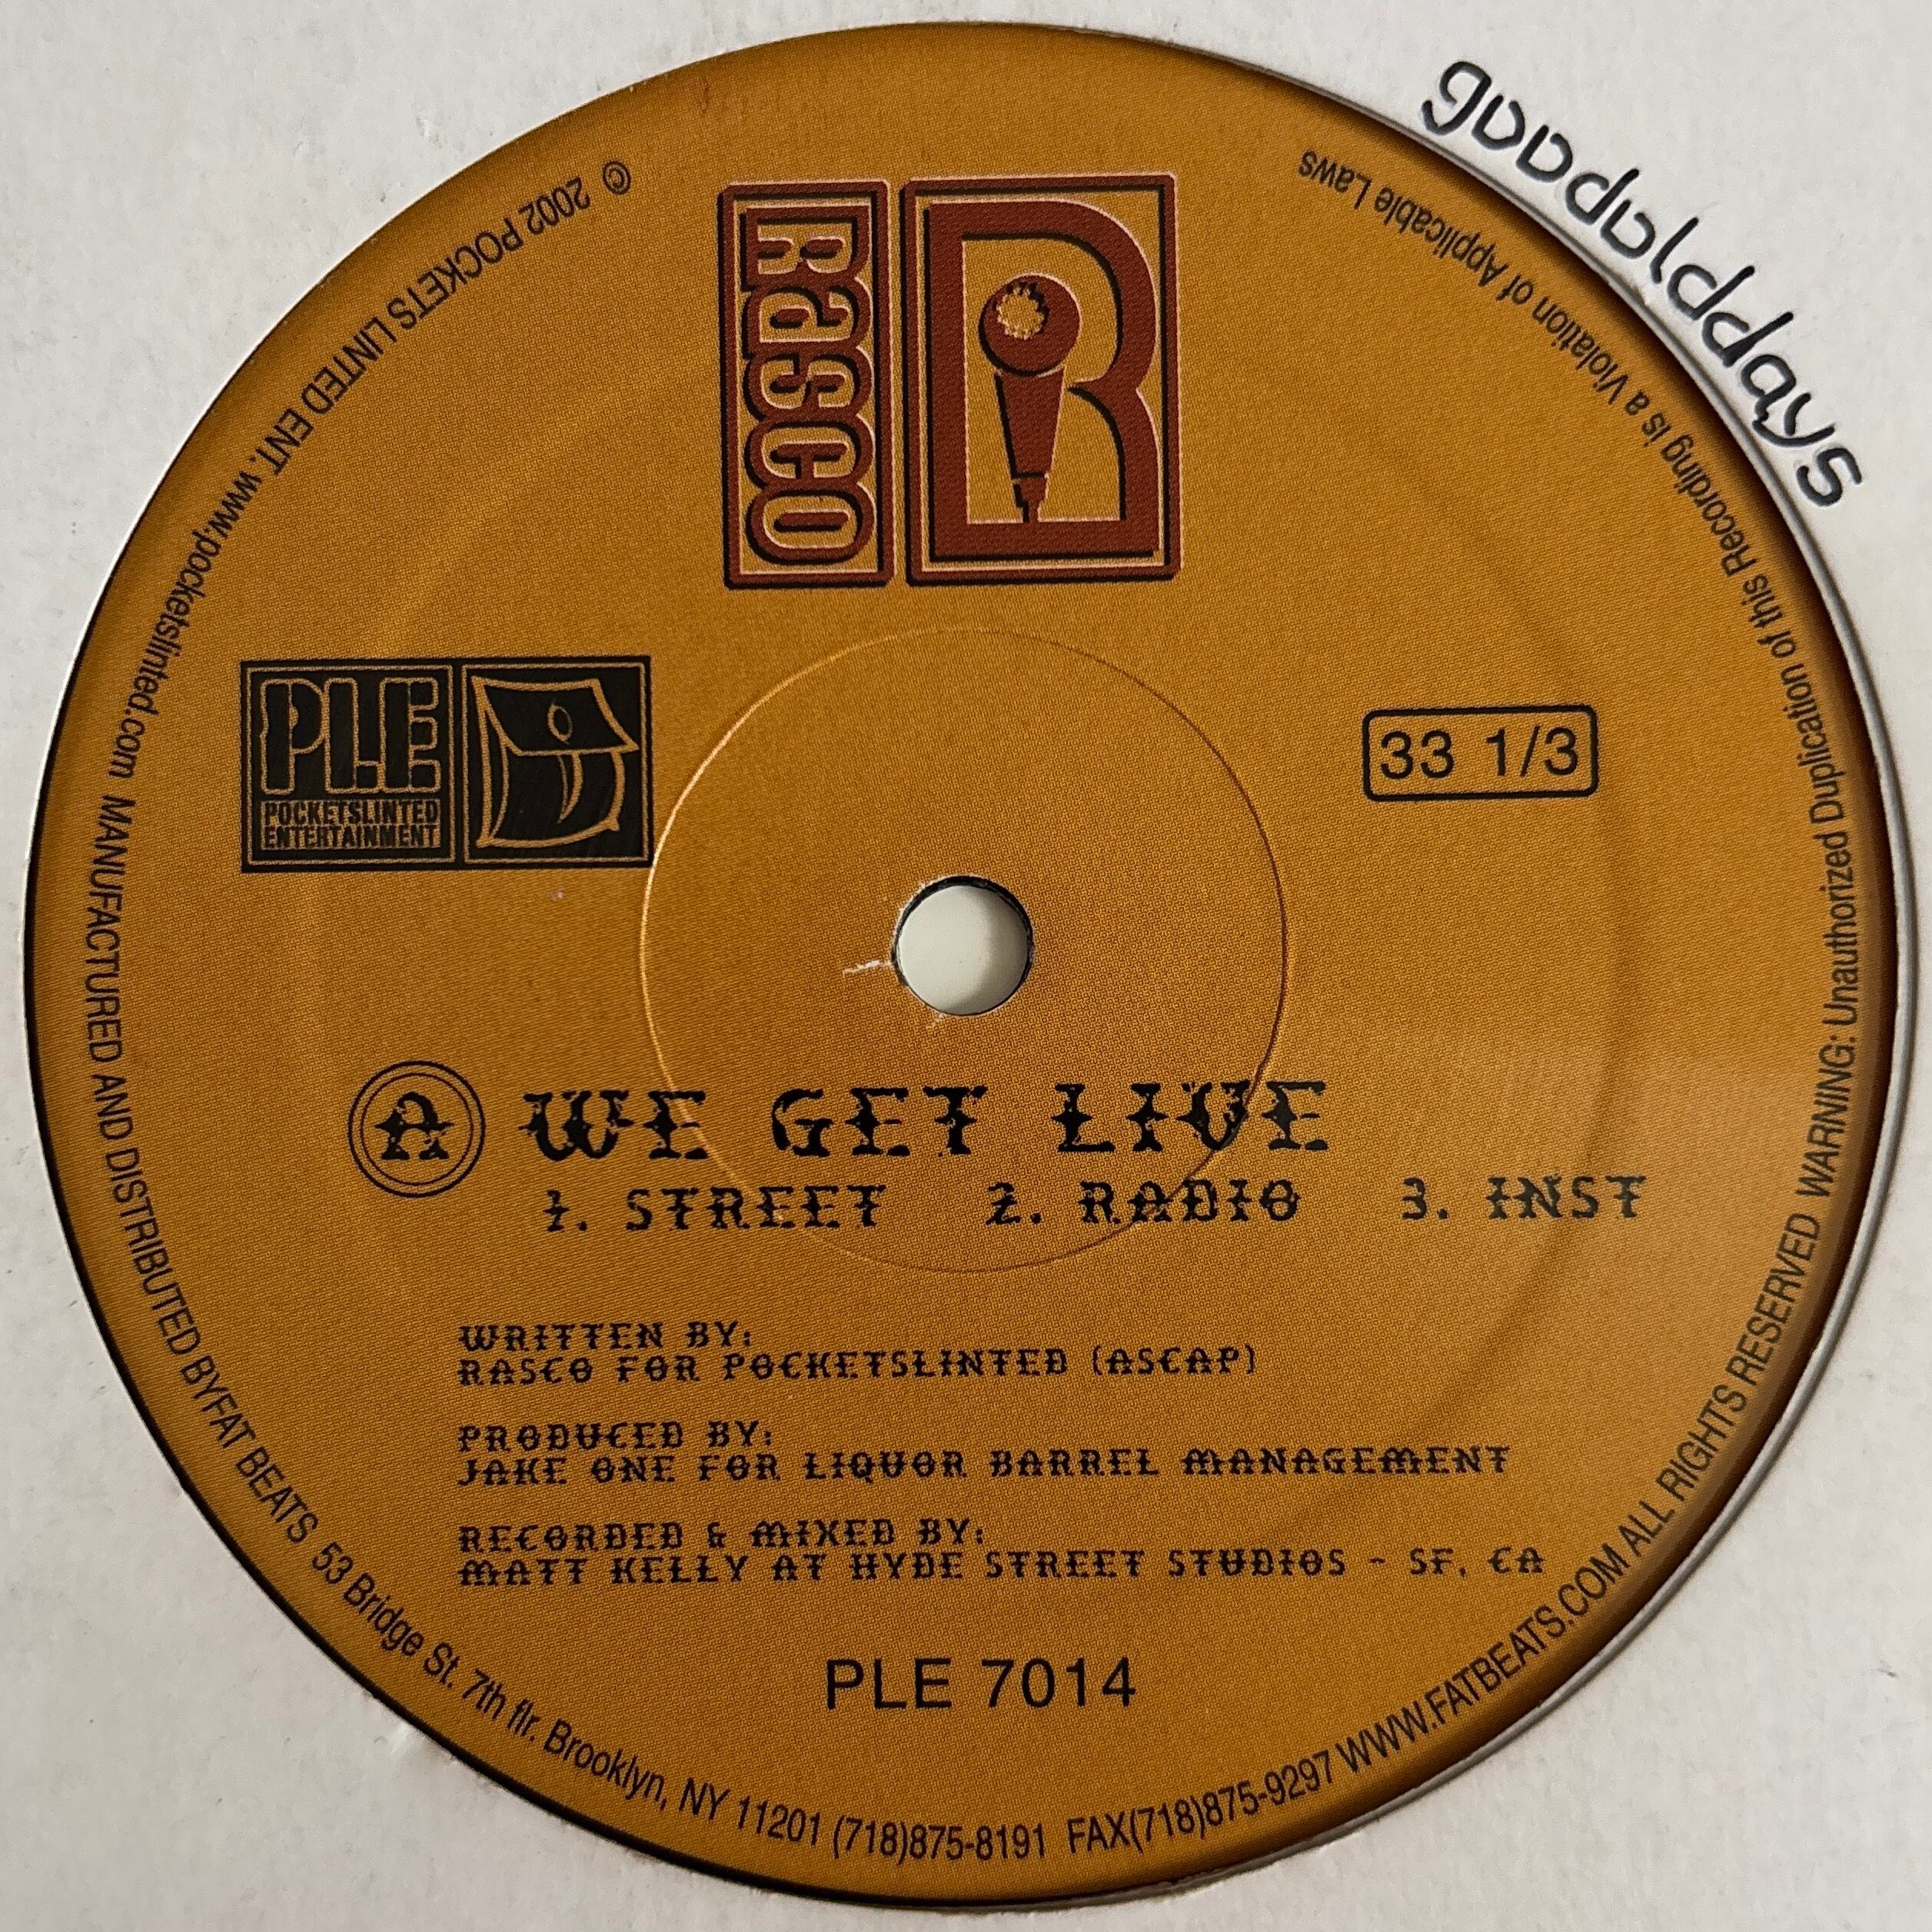 goodolddays
RASCO
B
PLE
POCKETSLINTED
ENTERTAINMENT
33 1/3
A WE GET LIVE
1. STREET 2. RADIO 3. INST
WRITTEN BY:
RASCO FOR POCKETSLINTED (ASCAP)
PRODUCED BY:
JAKE ONE FOR LIQUOR BARREL MANAGEMENT
RECORDED & MIXED BY:
MATT KELLY AT HYDE STREET STUDIOS - SF, CA
PLE 7014
© 2002 POCKETS LINTED ENT. www.pocketslinted.com MANUFACTURED AND DISTRIBUTED BYFAT BEATS 53 Bridge St. 7th flr. Brooklyn, NY 11201 (718)875-8191 FAX(718)875-9297 WWW.FATBEATS.COM ALL RIGHTS RESERVED WARNING: Unauthorized Duplication of this Recording is a Violation of Applicable Laws